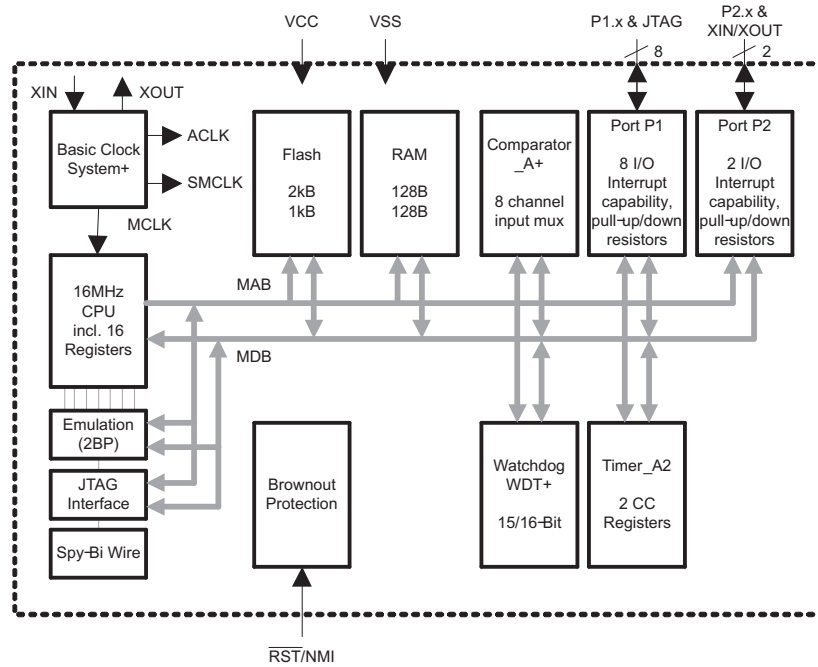 VCC
VSS
P1.x & JTAG
8
P2.x &
XIN/XOUT
2
XIN
XOUT
Basic Clock
System+
ACLK
SMCLK
MCLK
Flash
2kB
1kB
RAM
128B
128B
Comparator
_A+
8 channel
input mux
Port P1
8 I/O
Interrupt
capability,
pull-up/down
resistors
Port P2
2 I/O
Interrupt
capability,
pull-up/down
resistors
16MHz
CPU
incl. 16
Registers
MAB
MDB
Emulation
(2BP)
JTAG
Interface
Spy-Bi Wire
Brownout
Protection
Watchdog
WDT+
15/16-Bit
Timer_A2
2 CC
Registers
RST/NMI